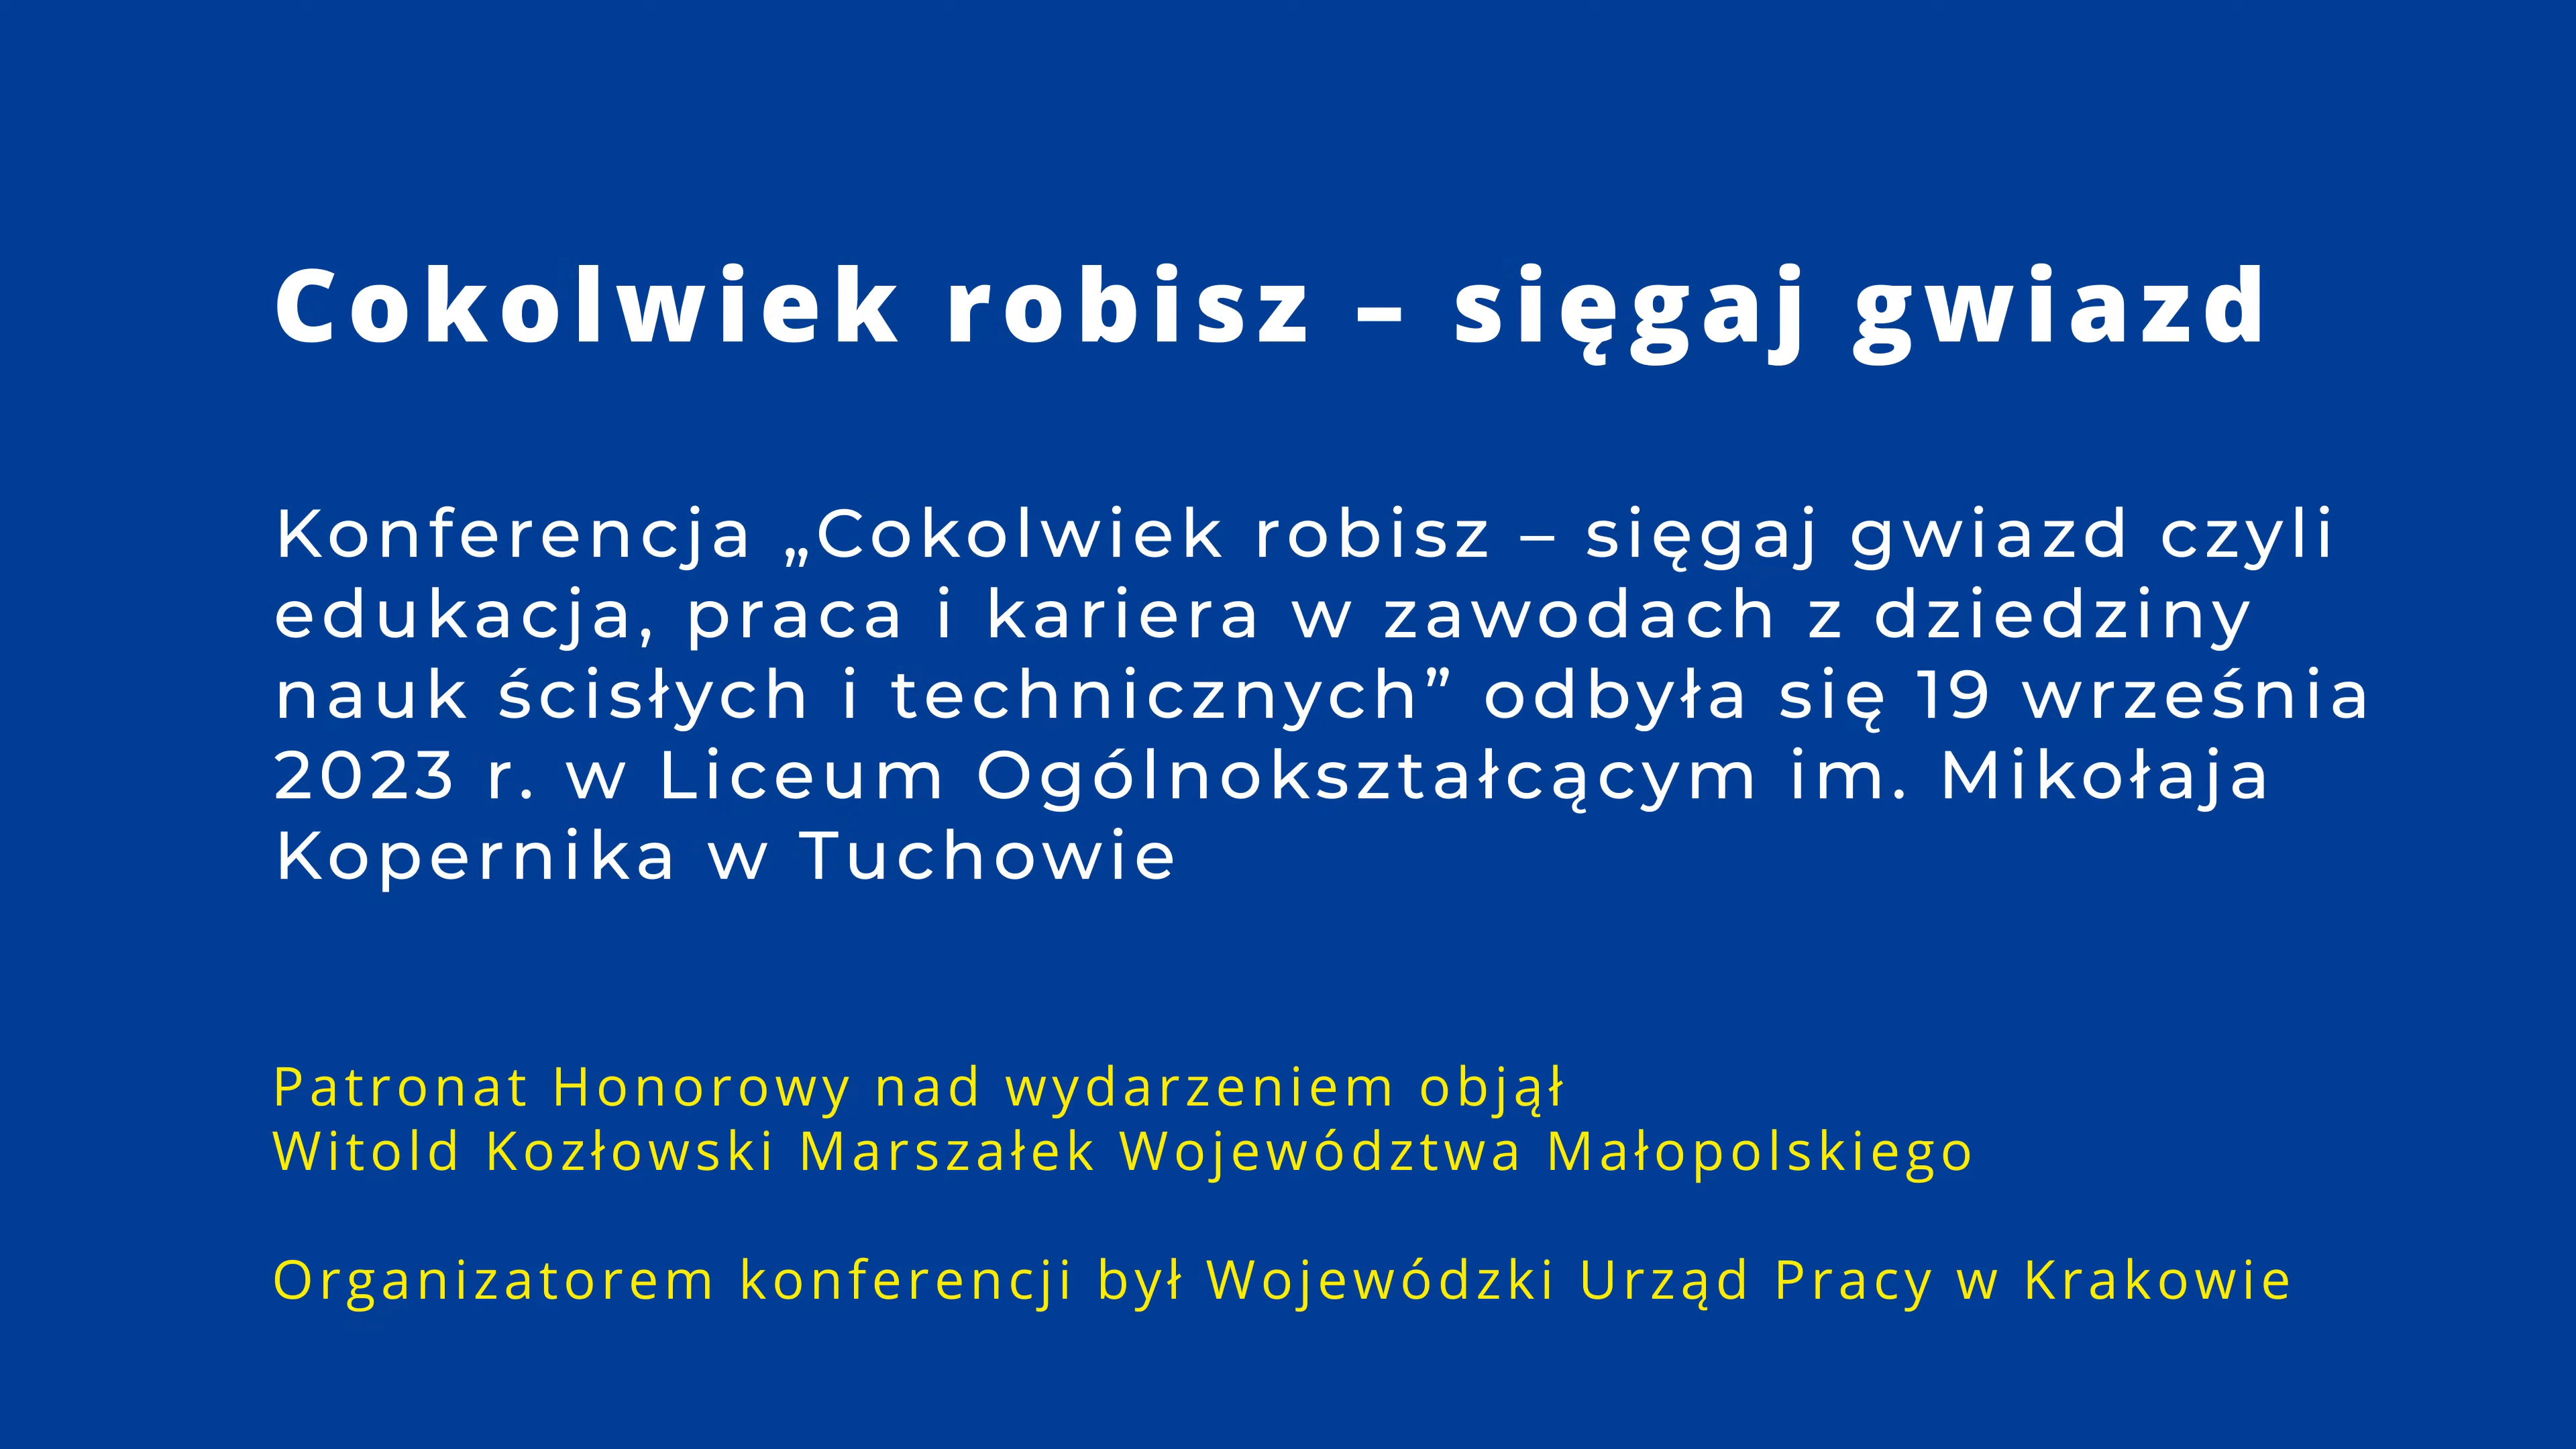 Cokolwiek robisz – sięgaj gwiazd
Konferencja „Cokolwiek robisz – sięgaj gwiazd czyli
edukacja, praca i kariera w zawodach z dziedziny
nauk ścisłych i technicznych” odbyła się 19 września
2023 r. w Liceum Ogólnokształcącym im. Mikołaja
Kopernika w Tuchowie
Patronat Honorowy nad wydarzeniem objął
Witold Kozłowski Marszałek Województwa Małopolskiego
Organizatorem konferencji był Wojewódzki Urząd Pracy w Krakowie